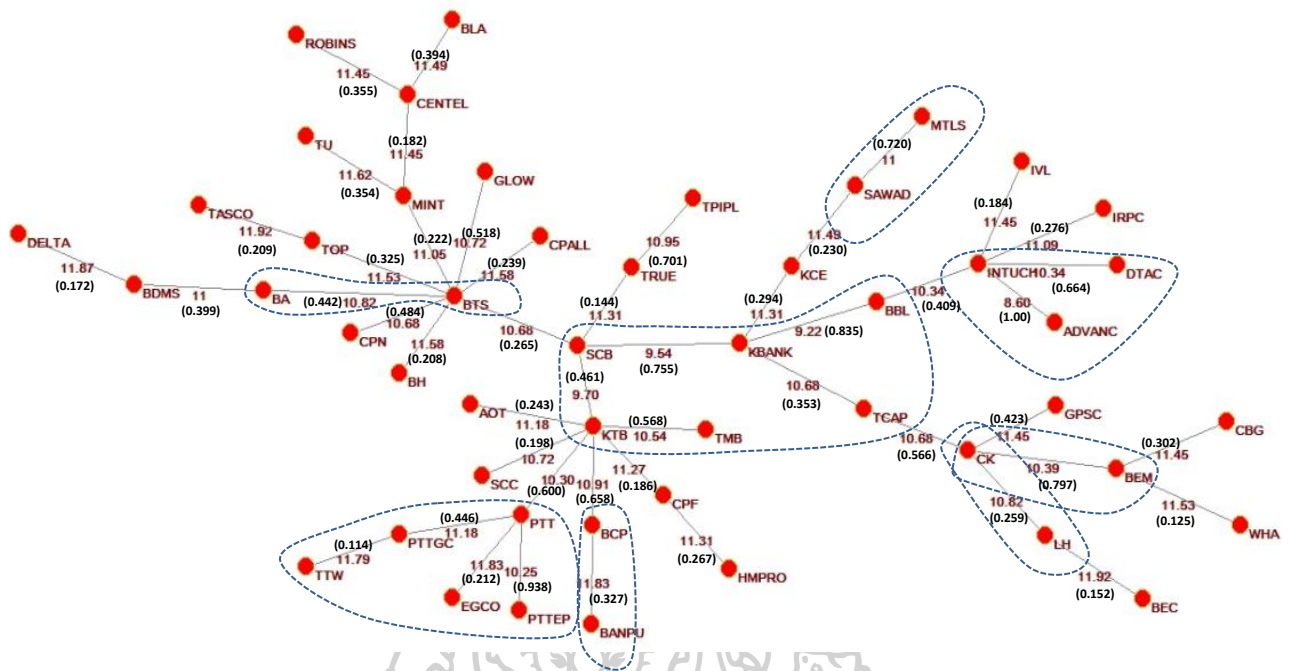 BLA
ROBINS
(0.394)
11.49
11.45
(0.355)
CENTEL
MTLS
TU
(0.182)
11.45
(0.720)
11
IVL
11.62
(0.354)
GLOW
SAWAD
MINT
TPIPL
(0.184)
11.45
IRPC
TASCO
(0.276)
11.09
DELTA
11.92
(0.209)
TOP
(0.222)
11.05
(0.518)
10.72
CPALL
10.95
(0.701)
11.49
(0.230)
(0.325)
11.53
(0.239)
11.58
TRUE
KCE
INTUCH
10.34
(0.664)
DTAC
11.87
(0.172)
BDMS
11
(0.399)
BA
(0.442)
10.82
BTS
(0.144)
11.31
(0.294)
11.31
BBL
10.34
(0.409)
8.60
(1.00)
ADVANC
(0.484)
10.68
CPN
10.68
(0.265)
9.22
(0.835)
11.58
(0.208)
SCB
9.54
(0.755)
KBANK
BH
(0.461)
9.70
10.68
(0.353)
AOT
(0.243)
11.18
TCAP
GPSC
(0.423)
11.45
KTB
(0.568)
10.54
TMB
10.68
(0.566)
CBG
(0.302)
11.45
(0.198)
10.72
CK
10.39
(0.797)
BEM
SCC
10.30
(0.600)
10.91
(0.658)
11.27
(0.186)
CPF
10.82
(0.259)
11.53
(0.125)
WHA
(0.446)
11.18
PTT
BCP
(0.114)
11.79
PTTGC
11.31
(0.267)
LH
TTW
11.83
(0.212)
10.25
(0.938)
11.83
(0.327)
HMPRO
11.92
(0.152)
EGCO
PTTEP
BANPU
BEC